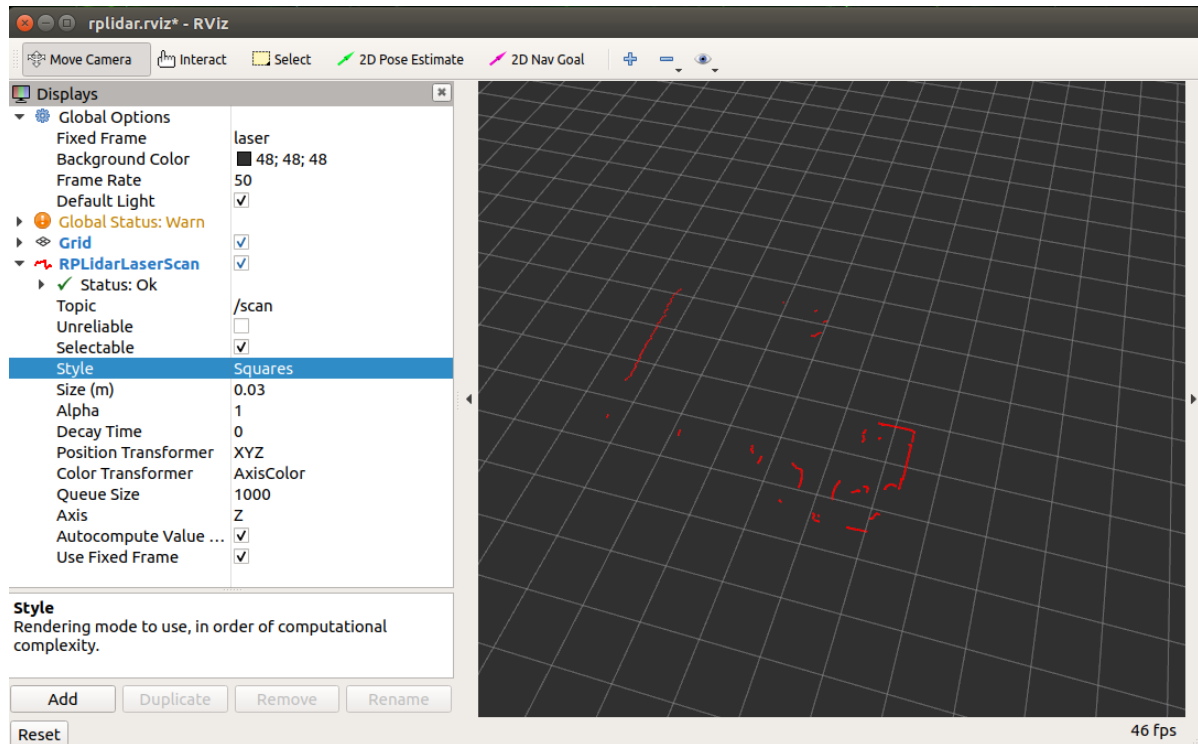 rplidar.rviz* - RViz
Move Camera Interact Select 2D Pose Estimate 2D Nav Goal
Displays
Global Options
Fixed Frame laser
Background Color 48; 48; 48
Frame Rate 50
Default Light
Global Status: Warn
Grid
RPLidarLaserScan
Status: Ok
Topic /scan
Unreliable
Selectable
Style Squares
Size (m) 0.03
Alpha 1
Decay Time 0
Position Transformer XYZ
Color Transformer AxisColor
Queue Size 1000
Axis Z
Autocompute Value ...
Use Fixed Frame
Style
Rendering mode to use, in order of computational
complexity.
Add Duplicate Remove Rename
Reset 46 fps